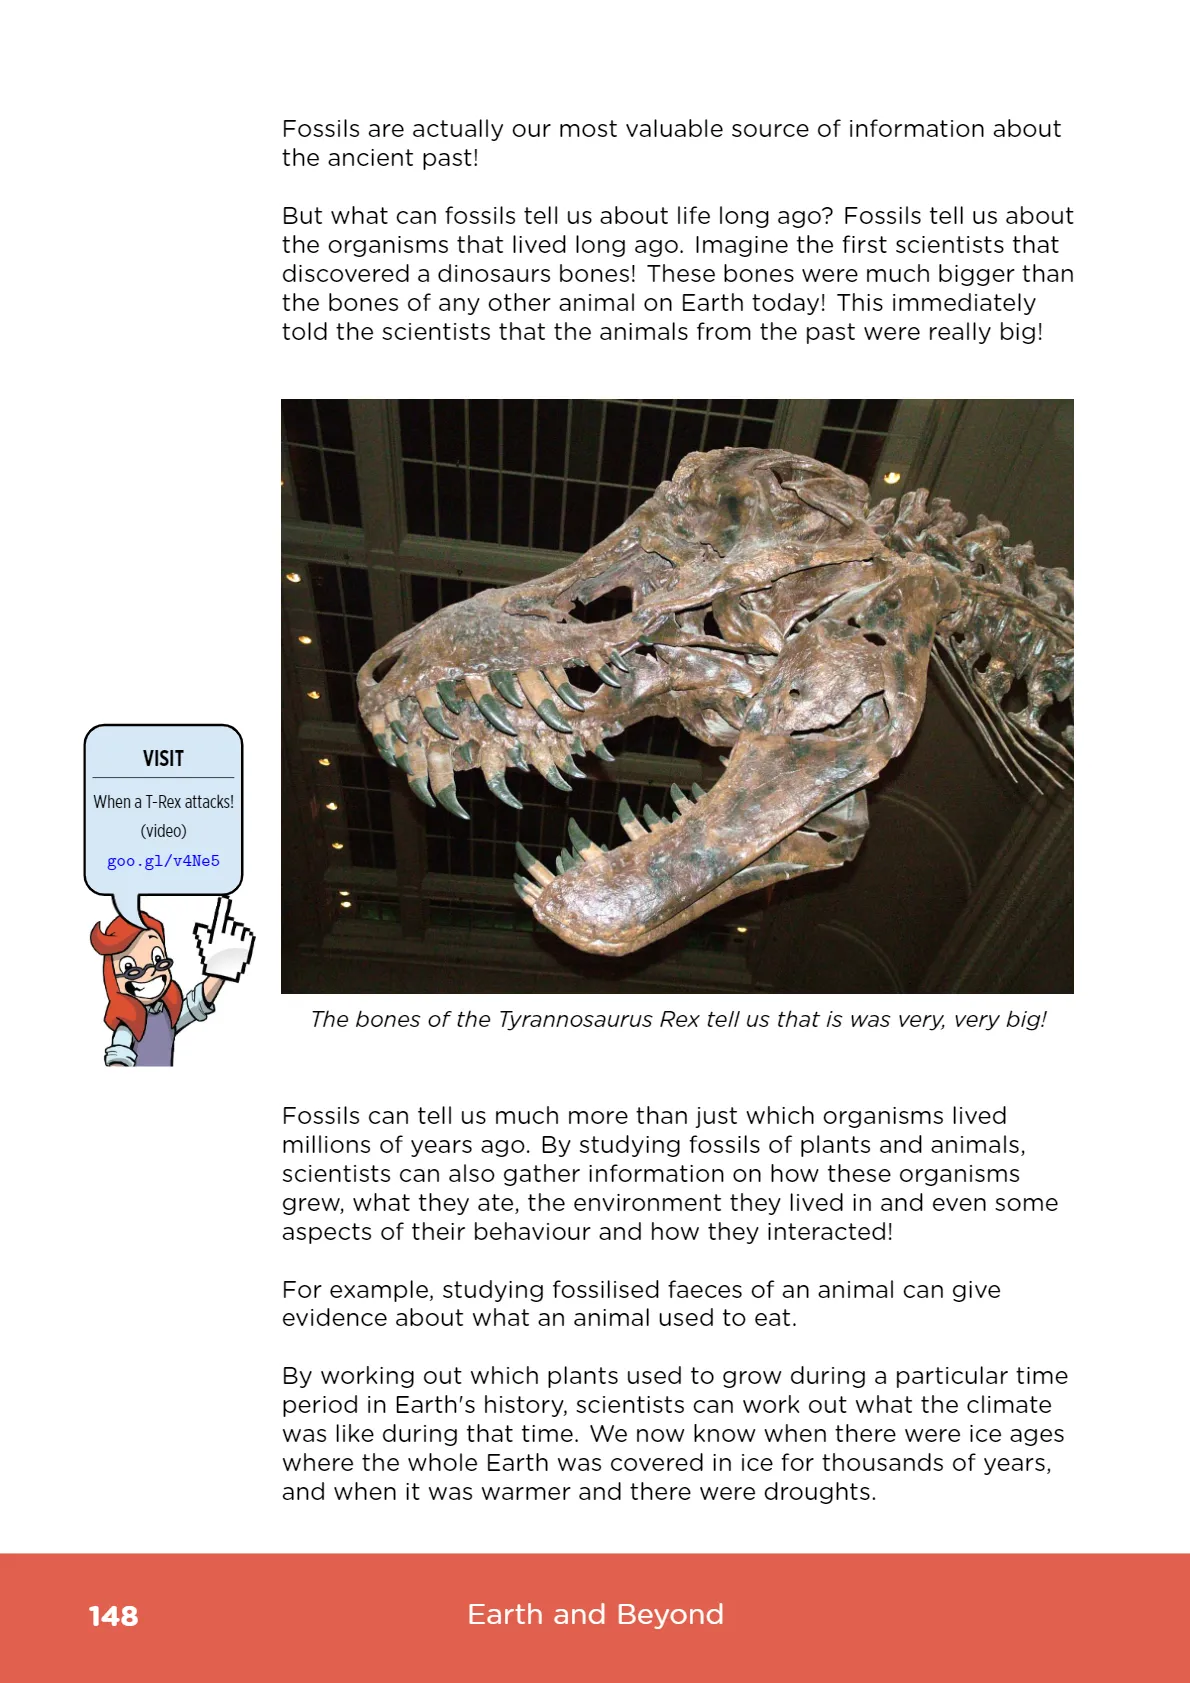 Fossils are actually our most valuable source of information about
the ancient past!
But what can fossils tell us about life long ago? Fossils tell us about
the organisms that lived long ago. Imagine the first scientists that
discovered a dinosaurs bones! These bones were much bigger than
the bones of any other animal on Earth today! This immediately
told the scientists that the animals from the past were really big!
VISIT
When a T-Rex attacks!
(video)
goo.gl/v4Ne5
The bones of the Tyrannosaurus Rex tell us that is was very, very big!
Fossils can tell us much more than just which organisms lived
millions of years ago. By studying fossils of plants and animals,
scientists can also gather information on how these organisms
grew, what they ate, the environment they lived in and even some
aspects of their behaviour and how they interacted!
For example, studying fossilised faeces of an animal can give
evidence about what an animal used to eat.
By working out which plants used to grow during a particular time
period in Earth's history, scientists can work out what the climate
was like during that time. We now know when there were ice ages
where the whole Earth was covered in ice for thousands of years,
and when it was warmer and there were droughts.
148
Earth and Beyond